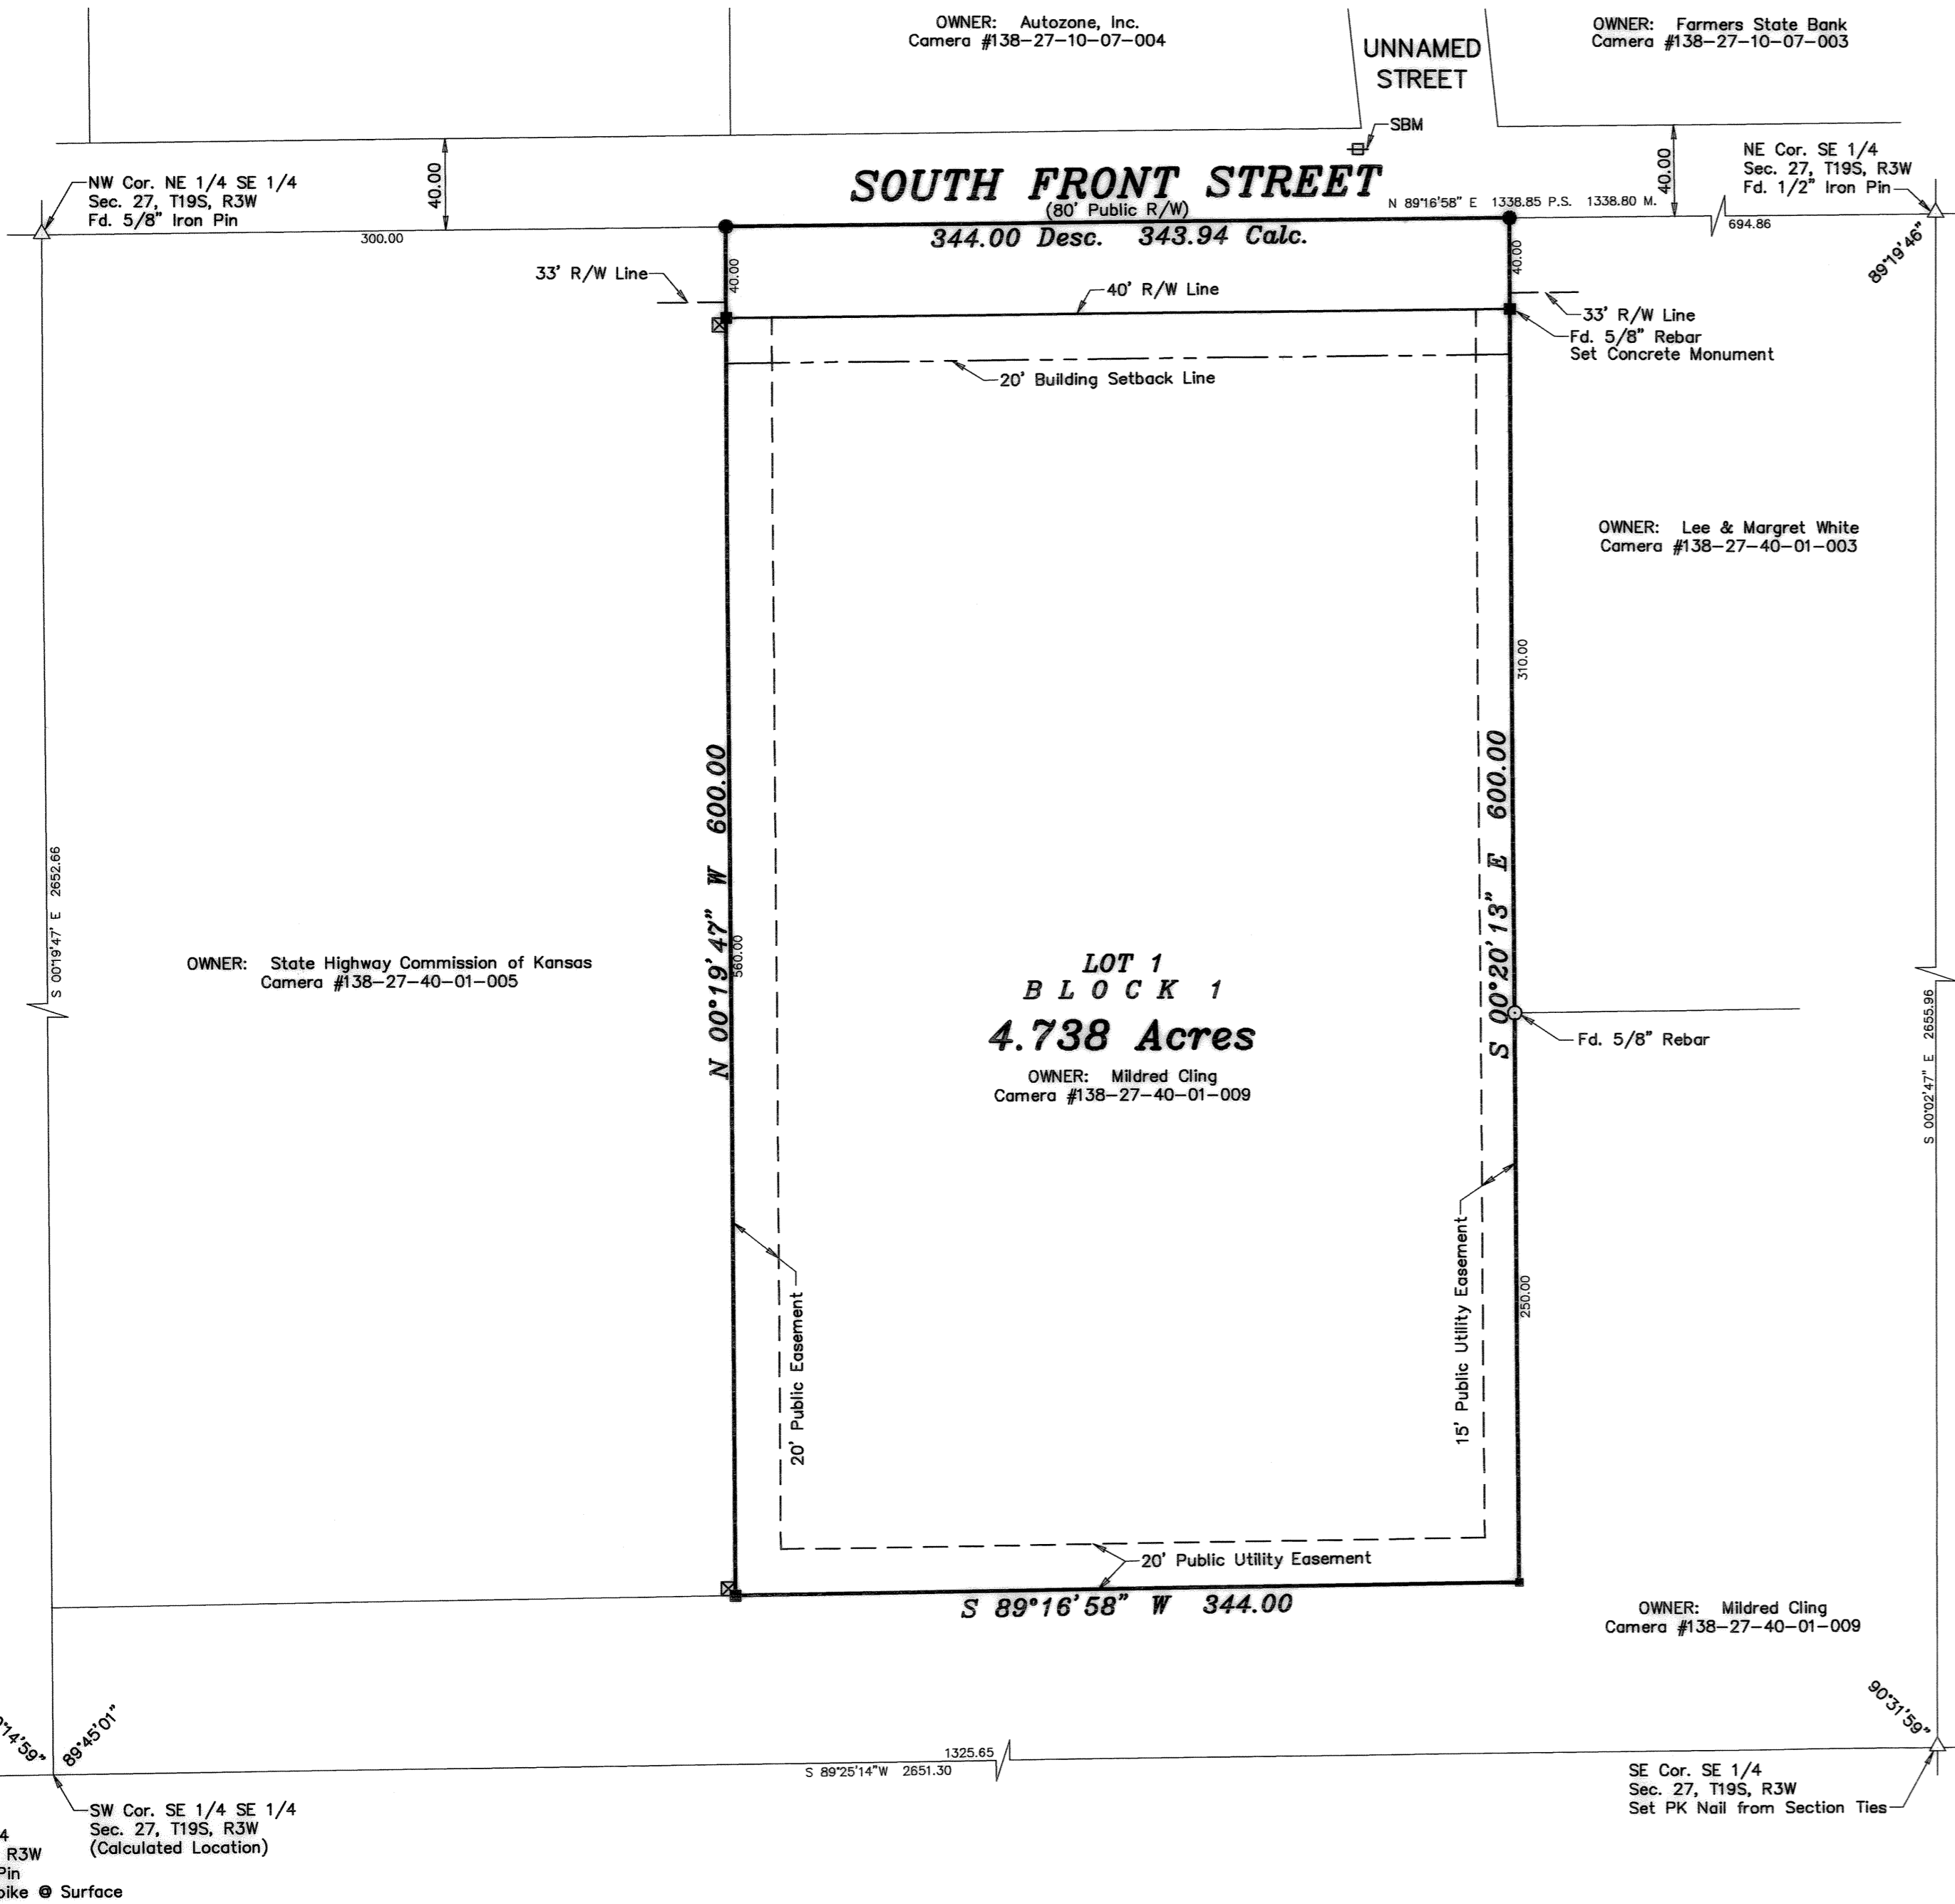 OWNER: Autozone, Inc.
Camera #138-27-10-07-004
UNNAMED
STREET
OWNER: Farmers State Bank
Camera #138-27-10-07-003
SBM
NW Cor. NE 1/4 SE 1/4
Sec. 27, T19S, R3W
Fd. 5/8" Iron Pin
40.00
SOUTH FRONT STREET
(80' Public R/W)
N 89°16'58" E 1338.85 P.S. 1338.80 M.
40.00
NE Cor. SE 1/4
Sec. 27, T19S, R3W
Fd. 1/2" Iron Pin
300.00
344.00 Desc. 343.94 Calc.
694.86
89°19'46"
33' R/W Line
40.00
40' R/W Line
40.00
33' R/W Line
Fd. 5/8" Rebar
Set Concrete Monument
20' Building Setback Line
OWNER: Lee & Margret White
Camera #138-27-40-01-003
310.00
N 00°19'47" W 600.00
S 00°20'13" E 600.00
S 00°19'47' E 2652.66
560.00
OWNER: State Highway Commission of Kansas
Camera #138-27-40-01-005
LOT 1
BLOCK 1
4.738 Acres
OWNER: Mildred Cling
Camera #138-27-40-01-009
Fd. 5/8" Rebar
S 00°02'47" E 2655.96
20' Public Easement
15' Public Utility Easement
250.00
20' Public Utility Easement
S 89°16'58" W 344.00
OWNER: Mildred Cling
Camera #138-27-40-01-009
14'59"
89°45'01"
90°31'59"
1325.65
S 89°25'14"W 2651.30
SW Cor. SE 1/4 SE 1/4
Sec. 27, T19S, R3W
(Calculated Location)
SE Cor. SE 1/4
Sec. 27, T19S, R3W
Set PK Nail from Section Ties
4
R3W
Pin
pike @ Surface